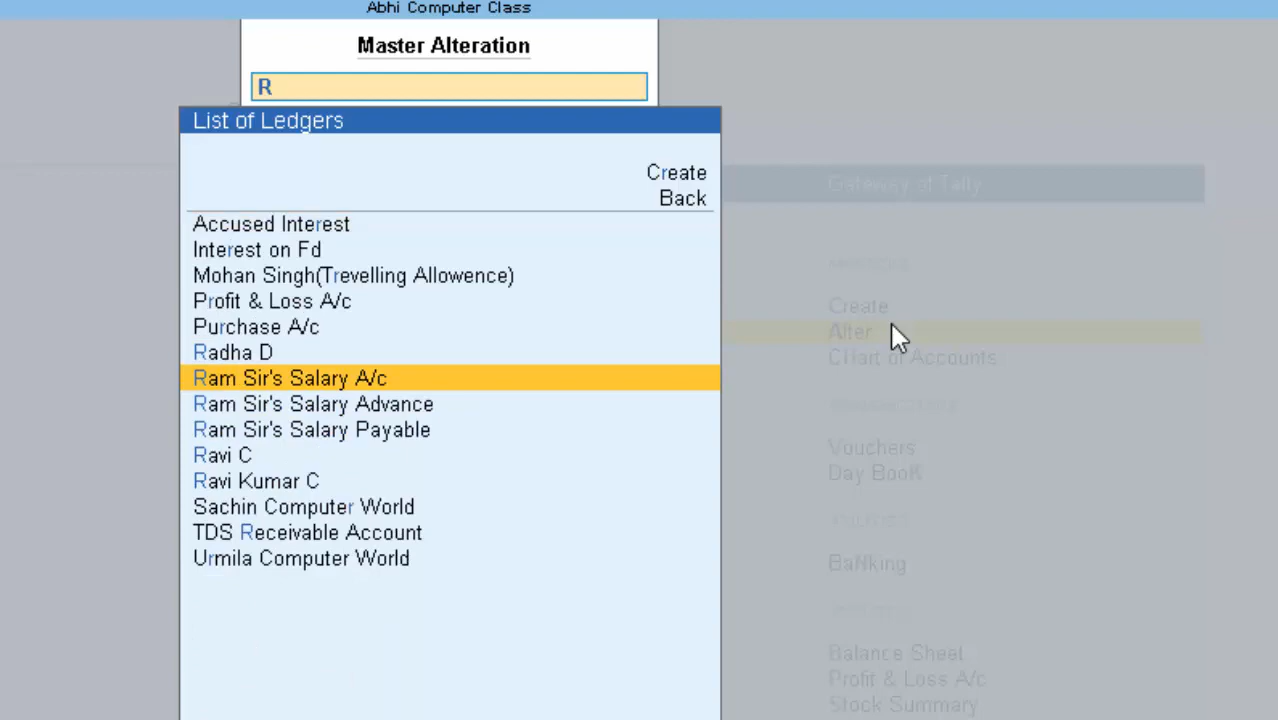 Abhi Computer Class
Master Alteration
R
List of Ledgers
Create
Back
Accused Interest
Interest on Fd
Mohan Singh(Trevelling Allowence)
Profit & Loss A/c
Purchase A/c
Radha D
Ram Sir's Salary A/c
Ram Sir's Salary Advance
Ram Sir's Salary Payable
Ravi C
Ravi Kumar C
Sachin Computer World
TDS Receivable Account
Urmila Computer World
Gateway of Tally
Create
Alter
CHart of Accounts
Vouchers
Day BooK
BaNking
Balance Sheet
Profit & Loss A/c
Stock Summary